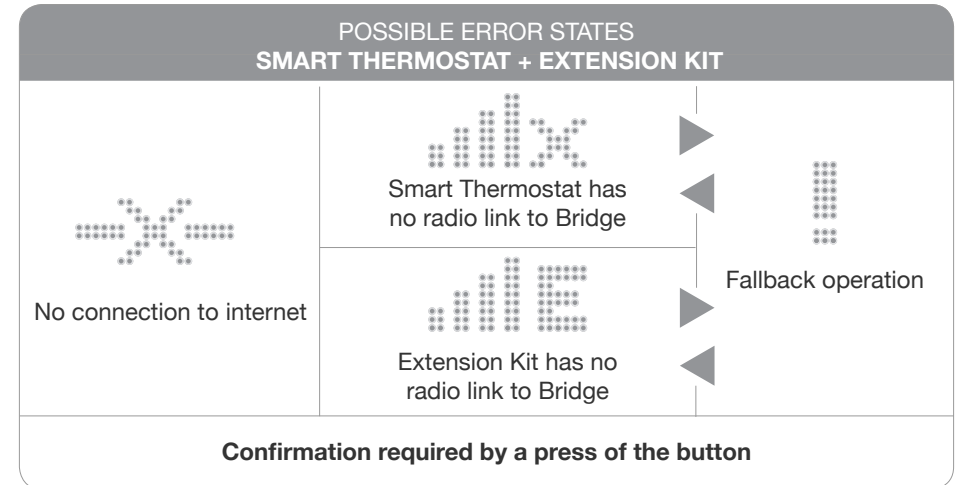 POSSIBLE ERROR STATES
SMART THERMOSTAT + EXTENSION KIT
No connection to internet
x
Smart Thermostat has
no radio link to Bridge
E
Extension Kit has no
radio link to Bridge
!
Fallback operation
Confirmation required by a press of the button